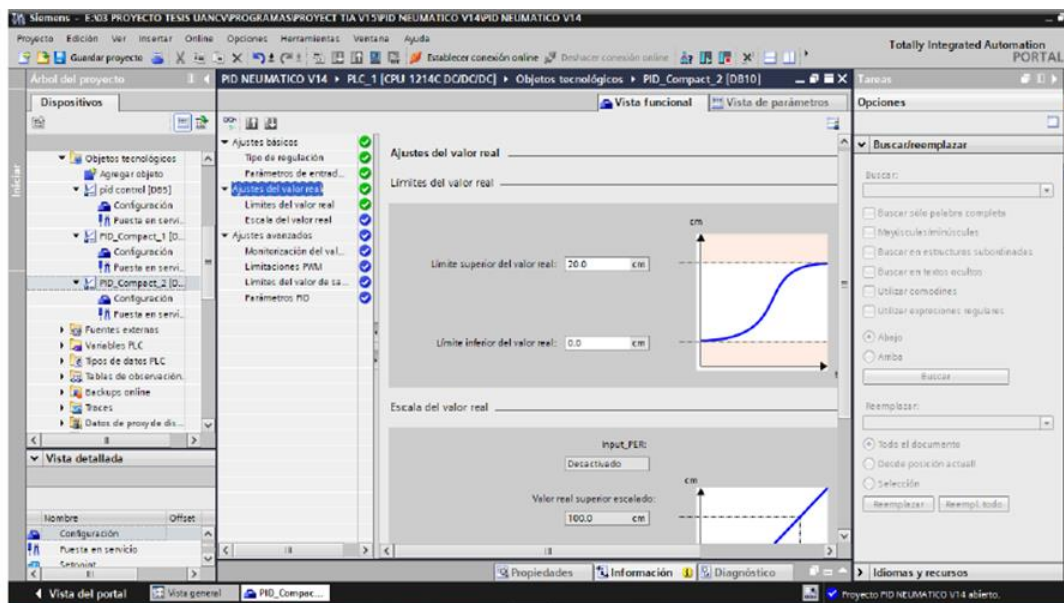 Siemens - E:\03 PROYECTO TESIS UANCV\PROGRAMAS\PROYECT TIA V15\PID NEUMATICO V14\PID NEUMATICO V14
Proyecto Edición Ver Insertar Online Opciones Herramientas Ventana Ayuda
Totally Integrated Automation
PORTAL
Guardar proyecto Establecer conexión online Deshacer conexión online
Árbol del proyecto
PID NEUMATICO V14 PLC_1 [CPU 1214C DC/DC/DC] Objetos tecnológicos PID_Compact_2 [DB10]
Tareas
Dispositivos
Vista funcional Vista de parámetros
Opciones
Iniciar
Objetos tecnológicos
Agregar objeto
pid control [DB5]
Configuración
Puesta en servi...
PID_Compact_1 [D...
Configuración
Puesta en servi...
PID_Compact_2 [D...
Configuración
Puesta en servi...
Fuentes externas
Variables PLC
Tipos de datos PLC
Tablas de observación...
Backups online
Traces
Datos de proxy de dis...
Vista detallada
Nombre Offset
Configuración
Puesta en servicio
Setpoint
Ajustes básicos
Tipo de regulación
Parámetros de entrad...
Ajustes del valor real
Límites del valor real
Escala del valor real
Ajustes avanzados
Monitorización del val...
Limitaciones PWM
Límites del valor de sa...
Parámetros PID
Ajustes del valor real
Límites del valor real
cm
Límite superior del valor real: 20.0 cm
Límite inferior del valor real: 0.0 cm
t
Escala del valor real
Input_PER:
Desactivado
cm
Valor real superior escalado:
100.0 cm
Buscar/reemplazar
Buscar:
Buscar sólo palabra completa
Mayúsculas/minúsculas
Buscar en estructuras subordinadas
Buscar en textos ocultos
Utilizar comodines
Utilizar expresiones regulares
Abajo
Arriba
Buscar
Reemplazar:
Todo el documento
Desde posición actual
Selección
Reemplazar Reempl. todo
Idiomas y recursos
Propiedades Información Diagnóstico
Vista del portal Vista general PID_Compac...
Proyecto PID NEUMATICO V14 abierto.